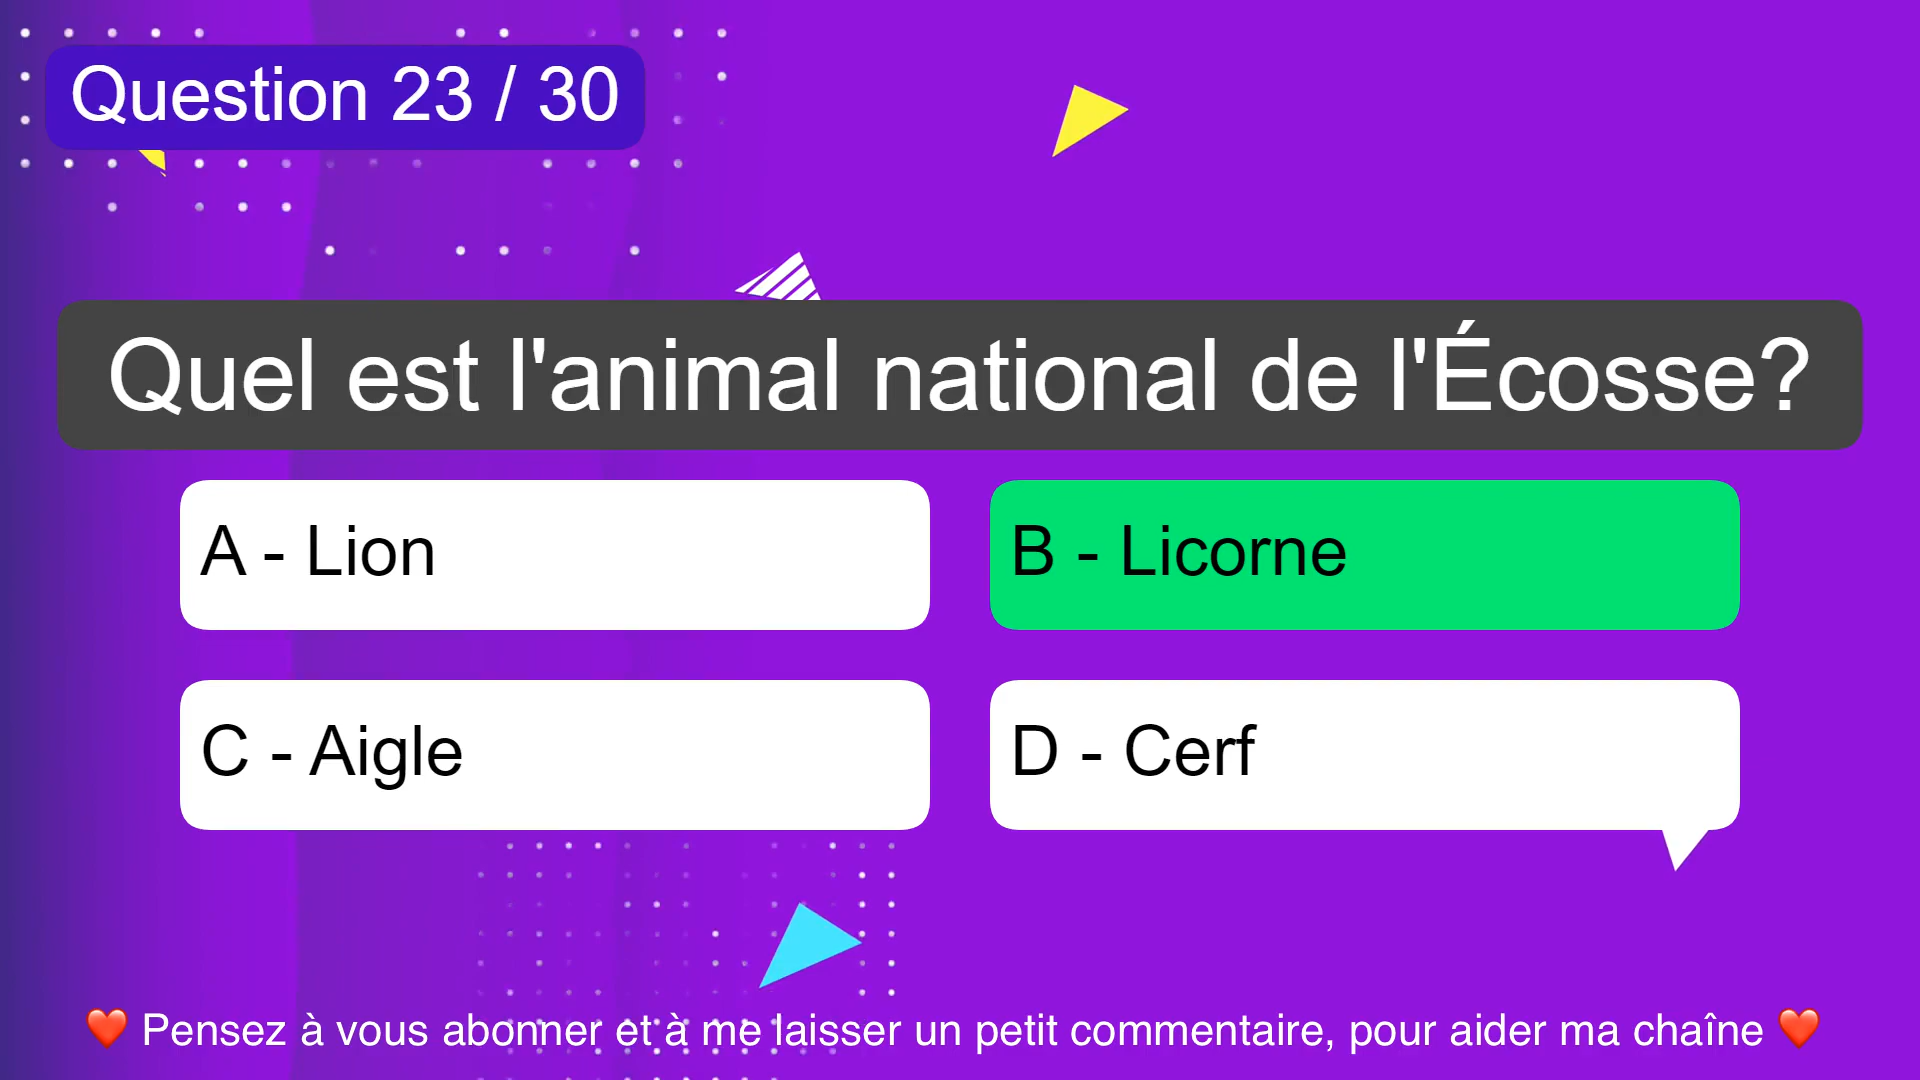 Question 23 / 30
Quel est l'animal national de l'Écosse?
A - Lion
B - Licorne
C - Aigle
D - Cerf
❤️ Pensez à vous abonner et à me laisser un petit commentaire, pour aider ma chaîne ❤️